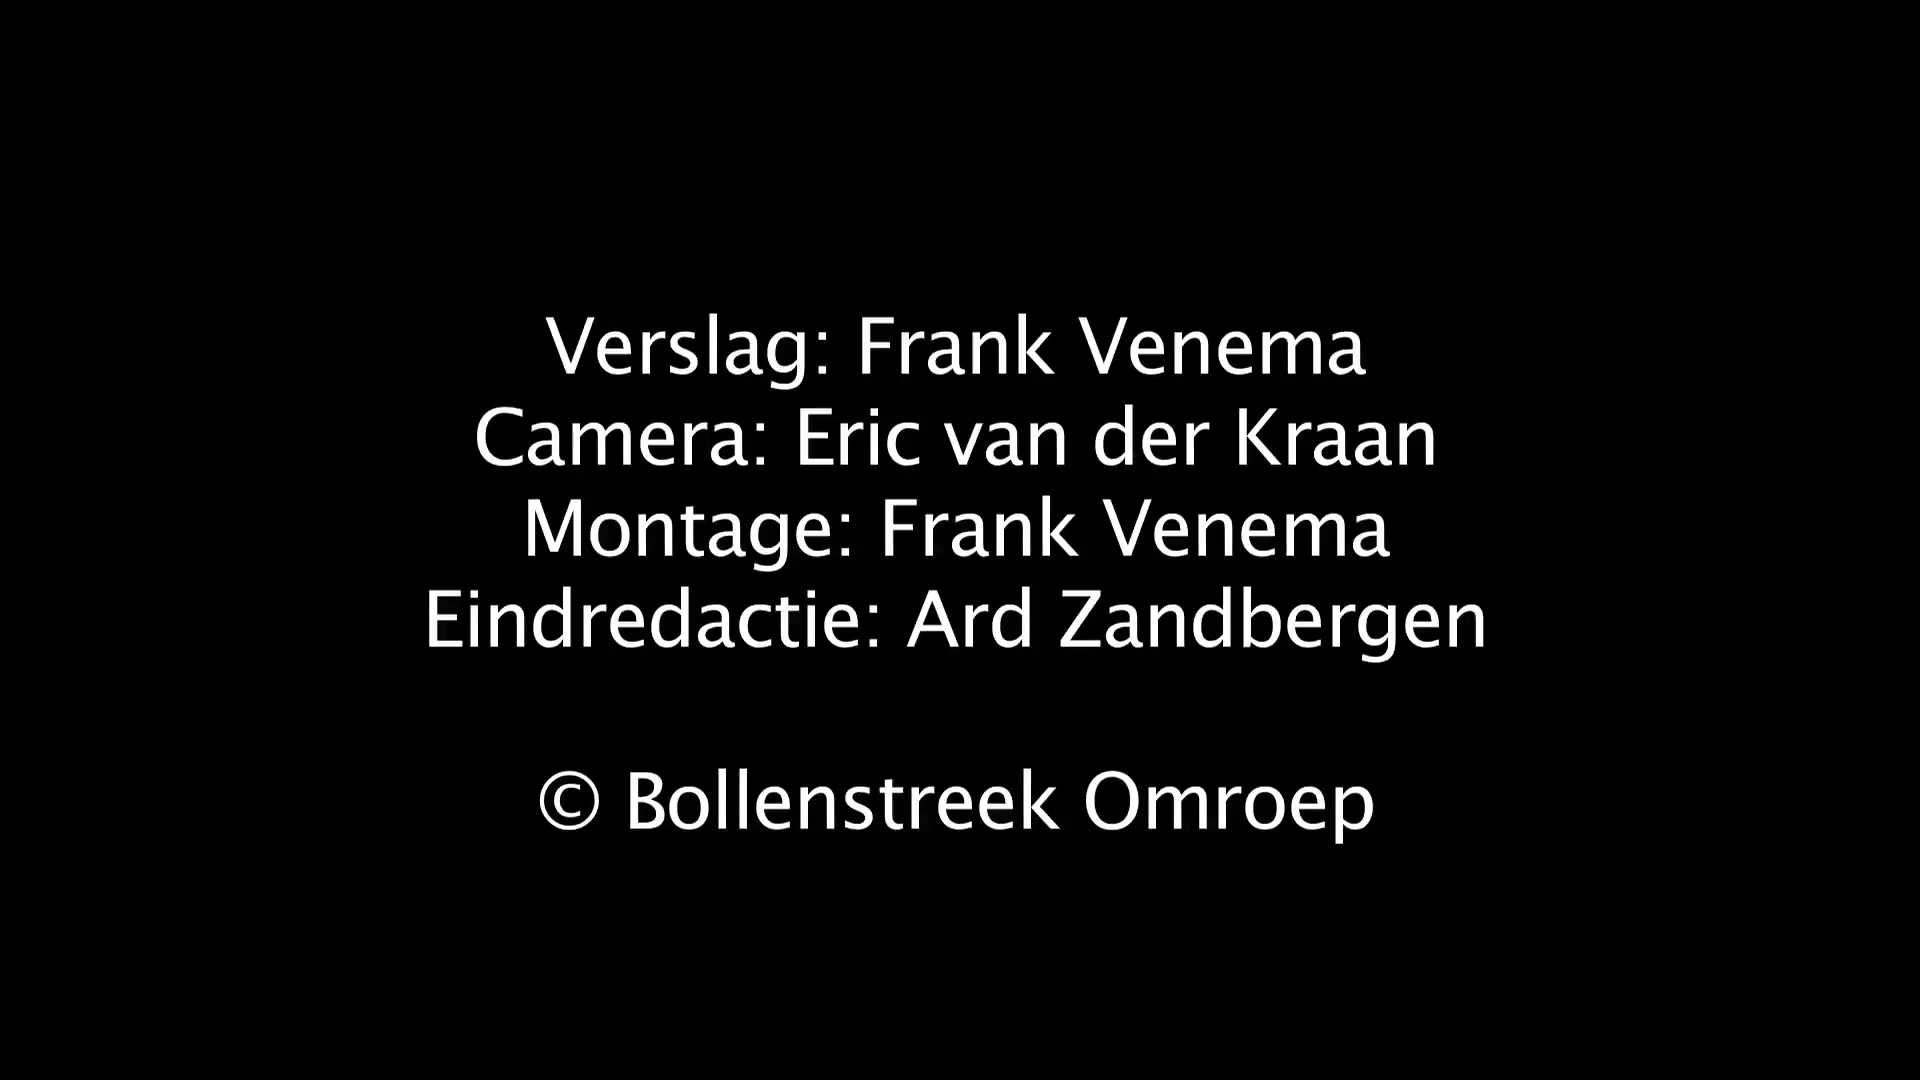 Verslag: Frank Venema
Camera: Eric van der Kraan
Montage: Frank Venema
Eindredactie: Ard Zandbergen
© Bollenstreek Omroep